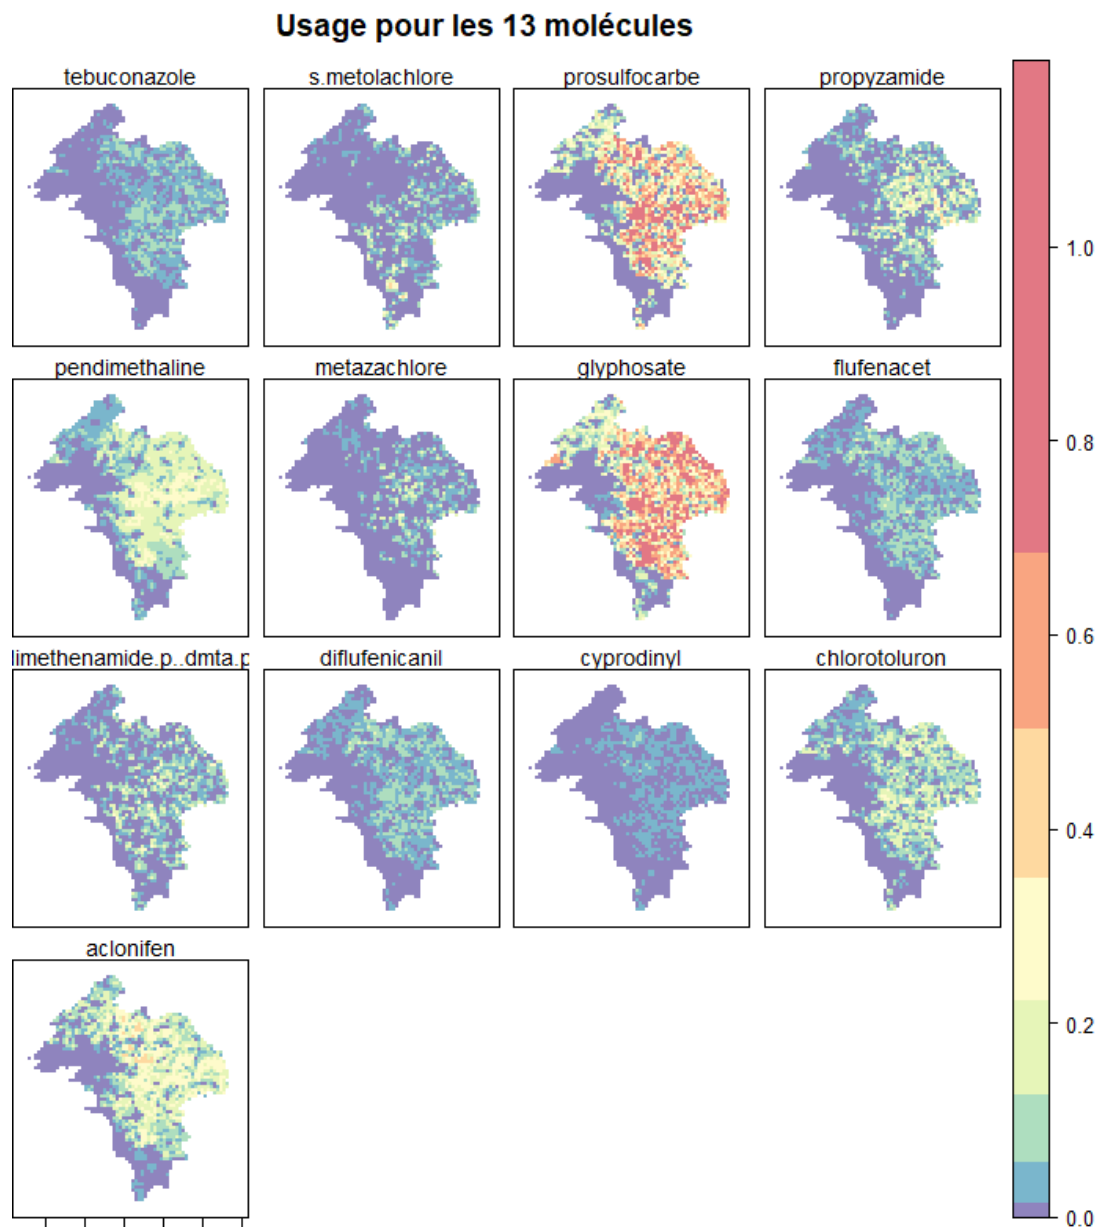 Usage pour les 13 molécules
tebuconazole s.metolachlore prosulfocarbe propyzamide
pendimethaline metazachlore glyphosate flufenacet
limethenamide.p..dmta.p diflufenicanil cyprodinyl chlorotoluron
aclonifen
1.0
0.8
0.6
0.4
0.2
0.0